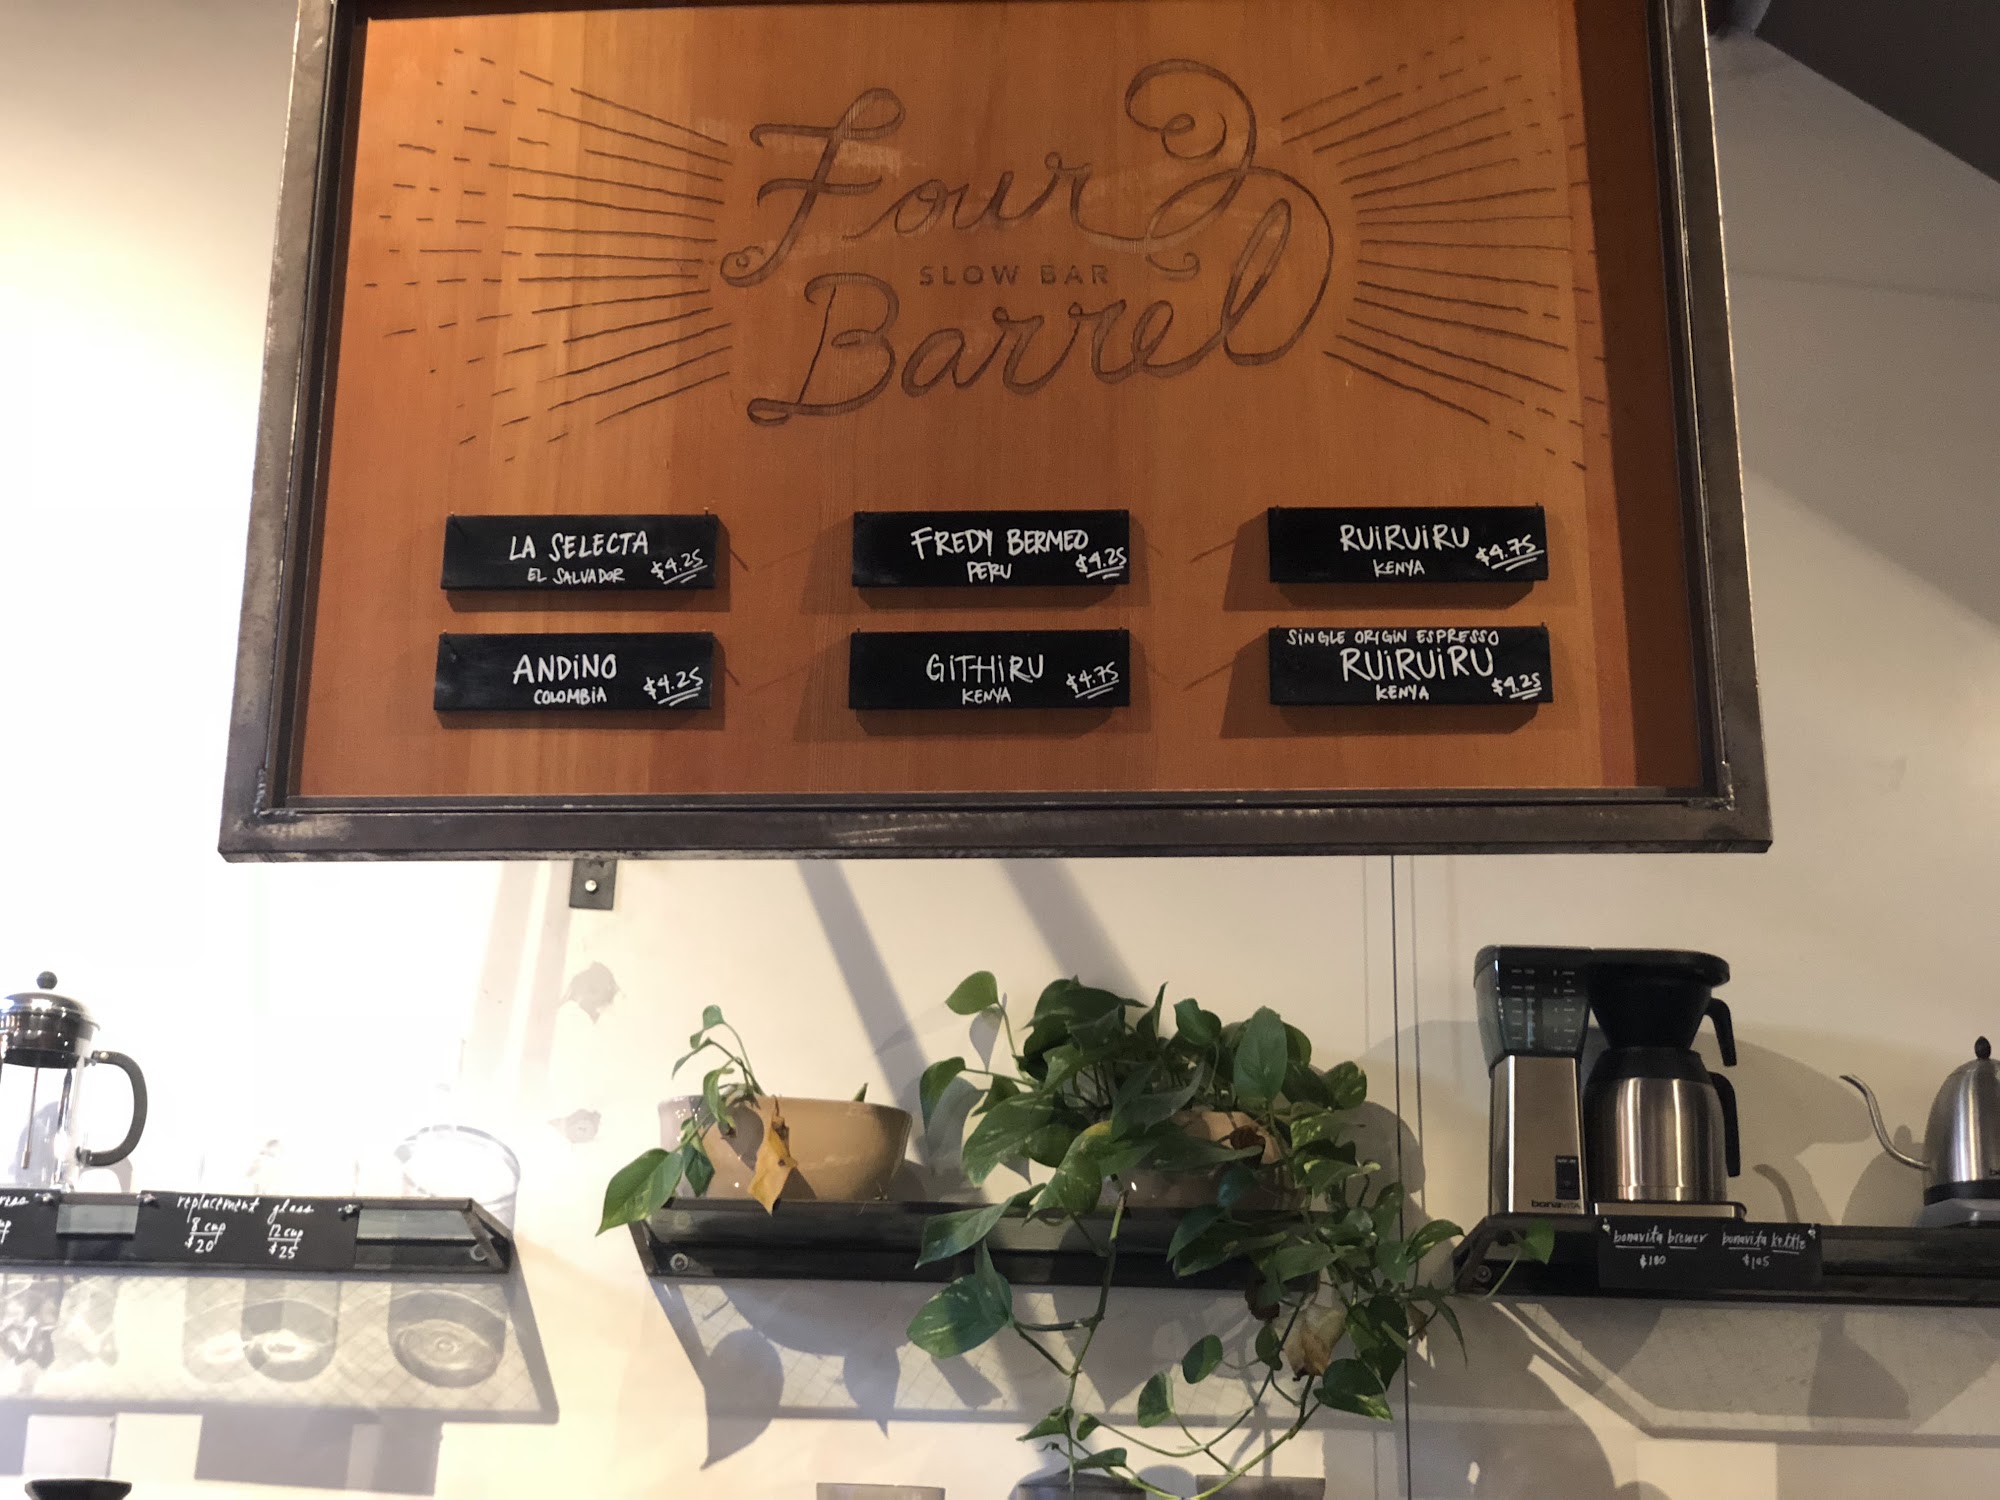 Four
SLOW BAR
Barrel
LA SELECTA
EL SALVADOR
$4.25
FREDY BERMEO
PERU
$4.25
RUiRUiRU
KENYA
$4.75
ANDiNO
COLOMBiA
$4.25
GiTHiRU
KENYA
$4.75
SiNGLE ORiGiN ESPRESSO
RUiRUiRU
KENYA
$4.25
replacement glass
8 cup
$20
12 cup
$25
bonavita
bonavita brewer
$180
bonavita kettle
$105